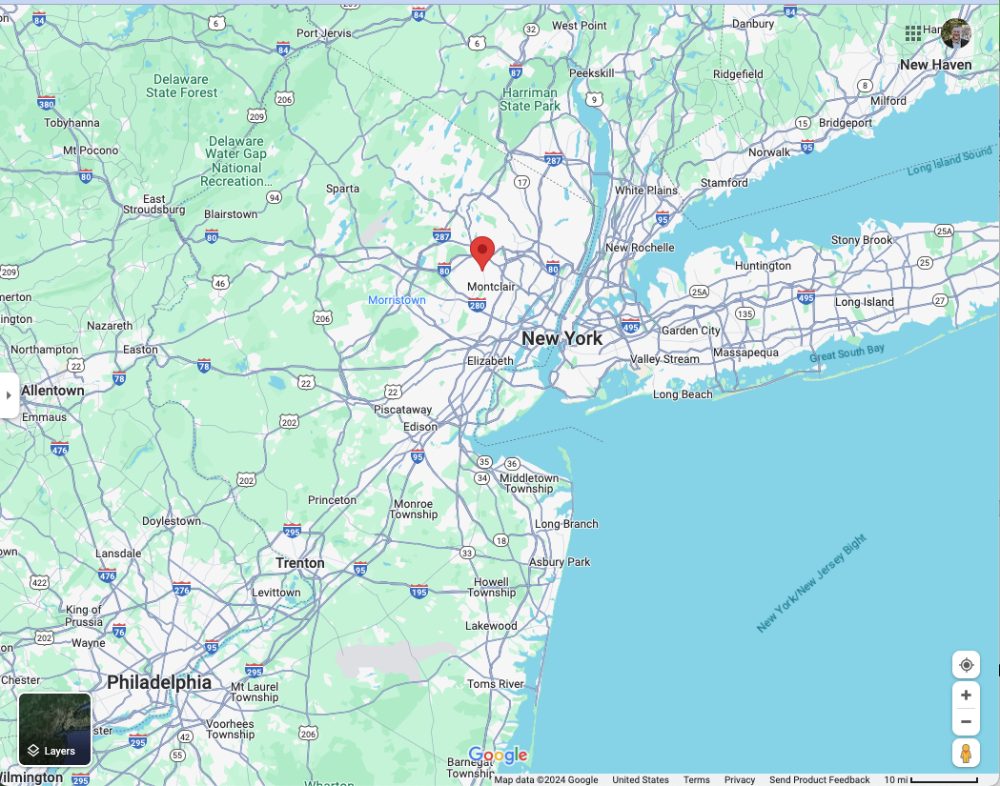 84
6
209
84
32
West Point
Danbury
84
Port Jervis
84
6
Har
New Haven
87
Peekskill
Ridgefield
Delaware
State Forest
380
206
Harriman
State Park
9
8
Milford
209
Tobyhanna
15
Bridgeport
Delaware
Water Gap
National
Recreation...
Mt Pocono
Norwalk
95
287
Long Island Sound
80
17
Stamford
Sparta
White Plains
94
East
Stroudsburg
Blairstown
95
80
287
25A
Stony Brook
New Rochelle
209
80
80
Huntington
25
46
Montclair
25A
merton
Morristown
280
495
Long Island
27
206
135
ington
Nazareth
495
Garden City
New York
Northampton
Easton
Elizabeth
Valley Stream
Massapequa
Great South Bay
22
78
78
Allentown
22
22
Long Beach
Emmaus
Piscataway
202
Edison
476
95
35
36
34
Middletown
Township
202
Princeton
Monroe
Township
Doylestown
Long Branch
295
18
Lansdale
33
Asbury Park
own
Trenton
95
476
422
276
195
Howell
Township
Levittown
New York/New Jersey Bight
King of
Prussia
76
Lakewood
202
Wayne
95
on
295
Chester
Philadelphia
Mt Laurel
Township
Toms River
Voorhees
Township
ster
42
206
295
Layers
55
Google
Barnegat
Township
ilmington
295
Wharton
Map data ©2024 Google
United States
Terms
Privacy
Send Product Feedback
10 mi